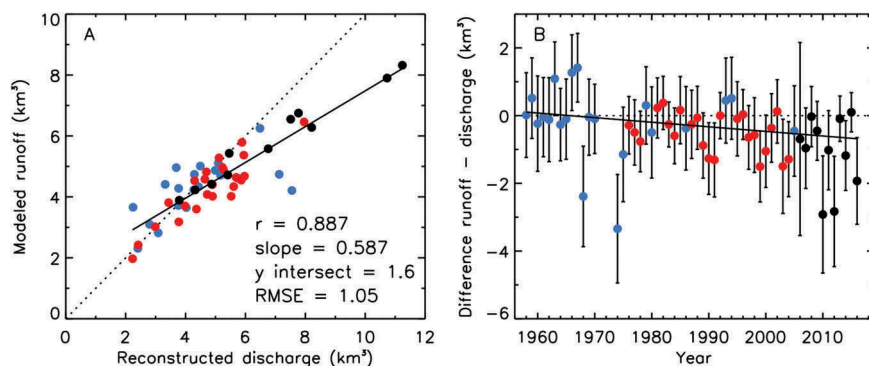 A
Modeled runoff (km³)
10
8
6
4
2
0
r = 0.887
slope = 0.587
y intersect = 1.6
RMSE = 1.05
0 2 4 6 8 10 12
Reconstructed discharge (km³)
B
Difference runoff – discharge (km³)
2
0
-2
-4
-6
1960 1970 1980 1990 2000 2010
Year